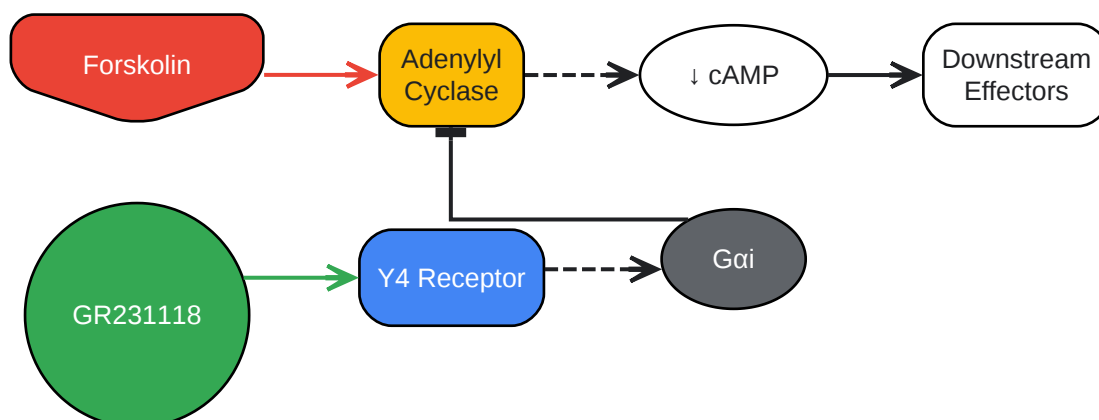 Forskolin
Adenylyl
Cyclase
↓ cAMP
Downstream
Effectors
GR231118
Y4 Receptor
Gαi